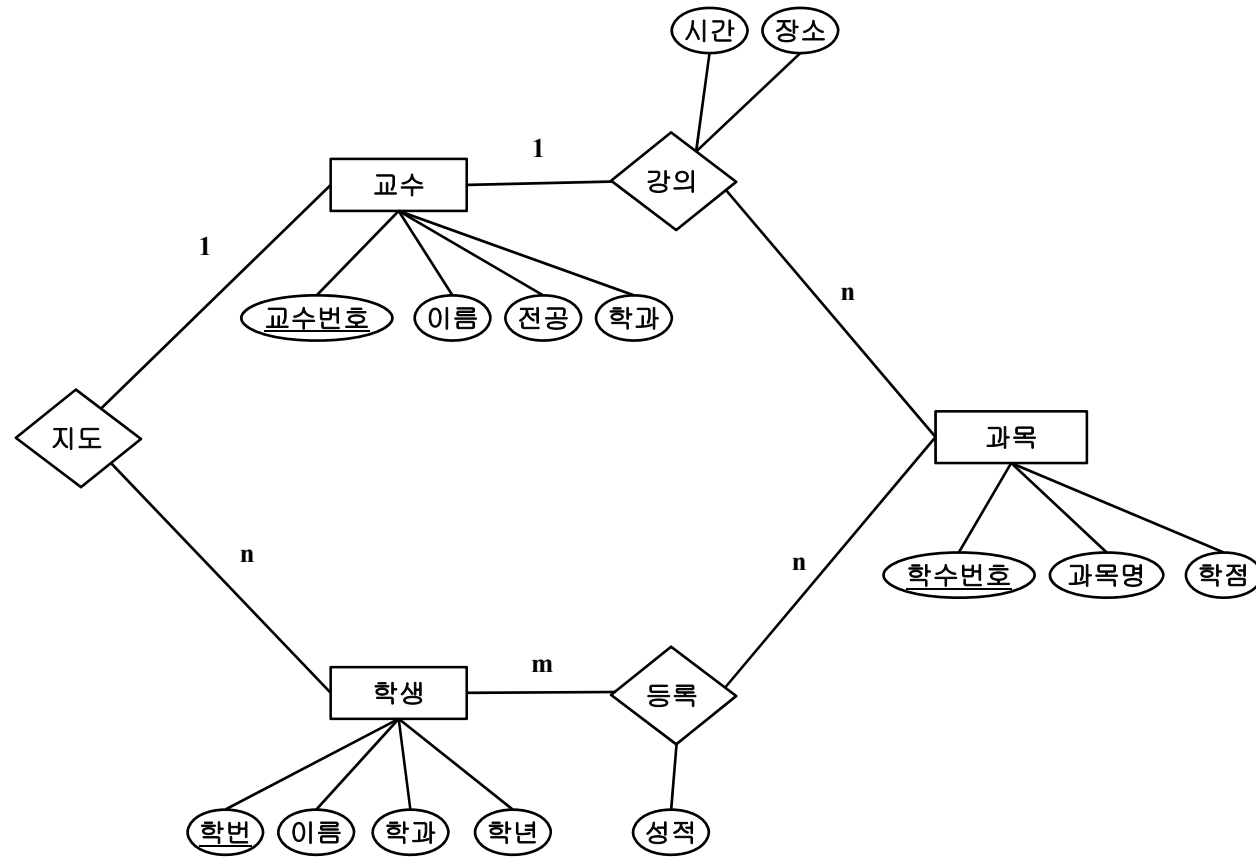 시간 장소
1
교수
강의
1
n
교수번호 이름 전공 학과
지도
과목
n
n
학수번호 과목명 학점
m
학생
등록
학번 이름 학과 학년 성적